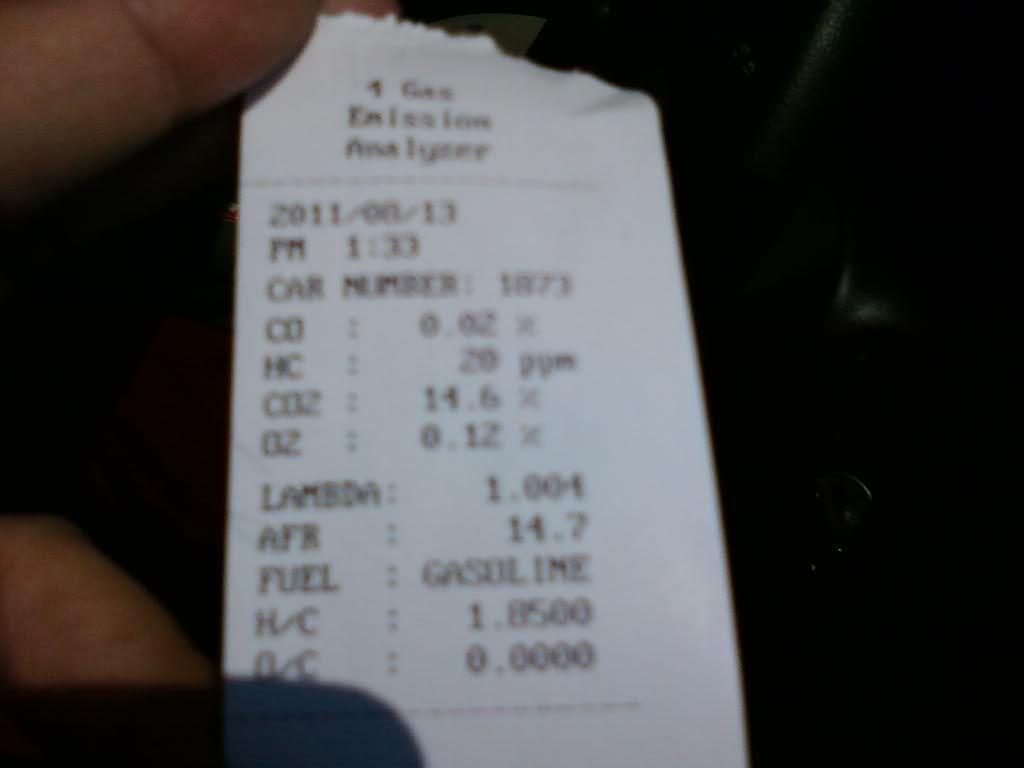 4 Gas
Emission
Analyzer
2011/08/13
PM 1:33
CAR NUMBER: 1873
CO : 0.02 %
HC : 20 ppm
CO2 : 14.6 %
O2 : 0.12 %
LAMBDA: 1.004
AFR : 14.7
FUEL : GASOLINE
H/C : 1.8500
O/C : 0.0000